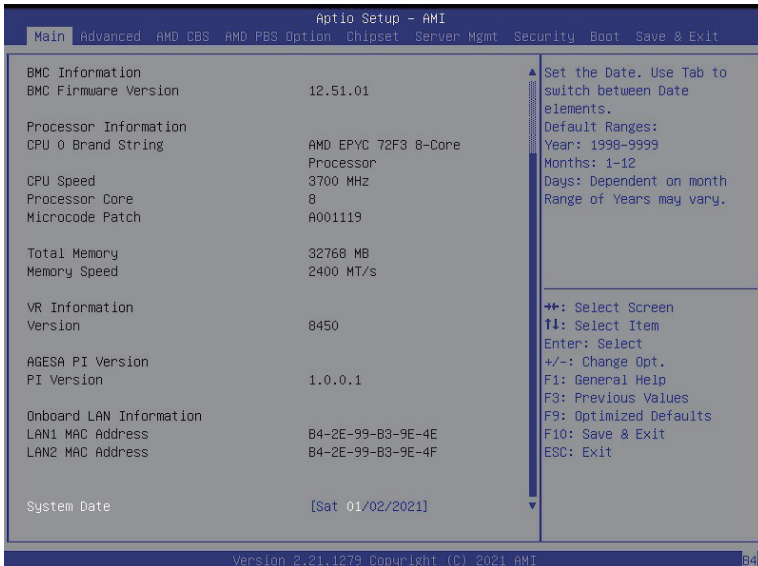 Aptio Setup - AMI
Main Advanced AMD CBS AMD PBS Option Chipset Server Mgmt Security Boot Save & Exit
BMC Information
BMC Firmware Version 12.51.01
Processor Information
CPU 0 Brand String AMD EPYC 72F3 8-Core
Processor
CPU Speed 3700 MHz
Processor Core 8
Microcode Patch A001119
Total Memory 32768 MB
Memory Speed 2400 MT/s
VR Information
Version 8450
AGESA PI Version
PI Version 1.0.0.1
Onboard LAN Information
LAN1 MAC Address B4-2E-99-B3-9E-4E
LAN2 MAC Address B4-2E-99-B3-9E-4F
System Date [Sat 01/02/2021]
Set the Date. Use Tab to
switch between Date
elements.
Default Ranges:
Year: 1998-9999
Months: 1-12
Days: Dependent on month
Range of Years may vary.
→←: Select Screen
↑↓: Select Item
Enter: Select
+/-: Change Opt.
F1: General Help
F3: Previous Values
F9: Optimized Defaults
F10: Save & Exit
ESC: Exit
Version 2.21.1279 Copyright (C) 2021 AMI
B4